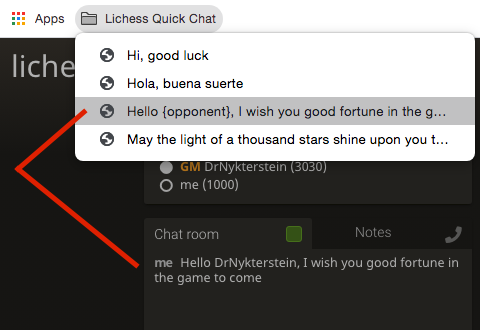 Apps
Lichess Quick Chat
liche
Hi, good luck
Hola, buena suerte
Hello {opponent}, I wish you good fortune in the g...
May the light of a thousand stars shine upon you t...
GM DrNykterstein (3030)
me (1000)
Chat room
Notes
me Hello DrNykterstein, I wish you good fortune in
the game to come